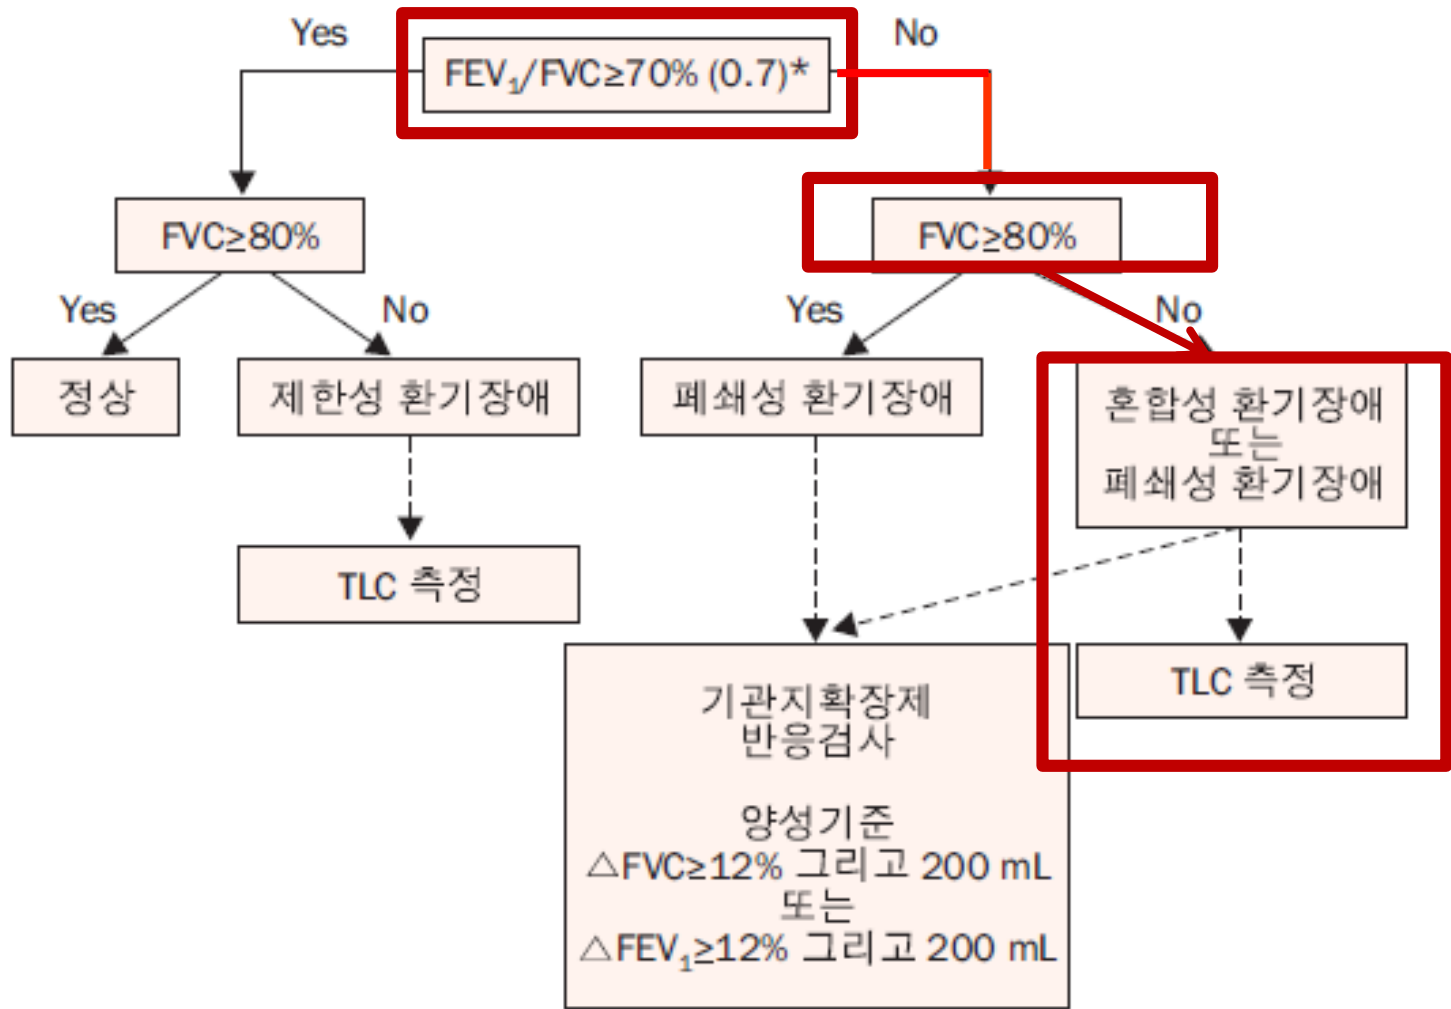 Yes
FEV₁/FVC≥70% (0.7)*
No
FVC≥80%
FVC≥80%
Yes
No
Yes
No
정상
제한성 환기장애
폐쇄성 환기장애
혼합성 환기장애
또는
폐쇄성 환기장애
TLC 측정
TLC 측정
기관지확장제
반응검사
양성기준
△FVC≥12% 그리고 200 mL
또는
△FEV₁≥12% 그리고 200 mL